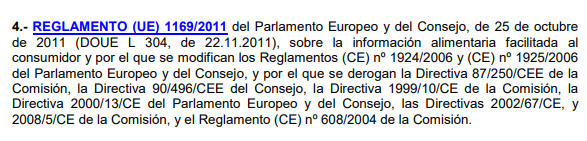 4.- REGLAMENTO (UE) 1169/2011 del Parlamento Europeo y del Consejo, de 25 de octubre
de 2011 (DOUE L 304, de 22.11.2011), sobre la información alimentaria facilitada al
consumidor y por el que se modifican los Reglamentos (CE) nº 1924/2006 y (CE) nº 1925/2006
del Parlamento Europeo y del Consejo, y por el que se derogan la Directiva 87/250/CEE de la
Comisión, la Directiva 90/496/CEE del Consejo, la Directiva 1999/10/CE de la Comisión, la
Directiva 2000/13/CE del Parlamento Europeo y del Consejo, las Directivas 2002/67/CE, y
2008/5/CE de la Comisión, y el Reglamento (CE) nº 608/2004 de la Comisión.